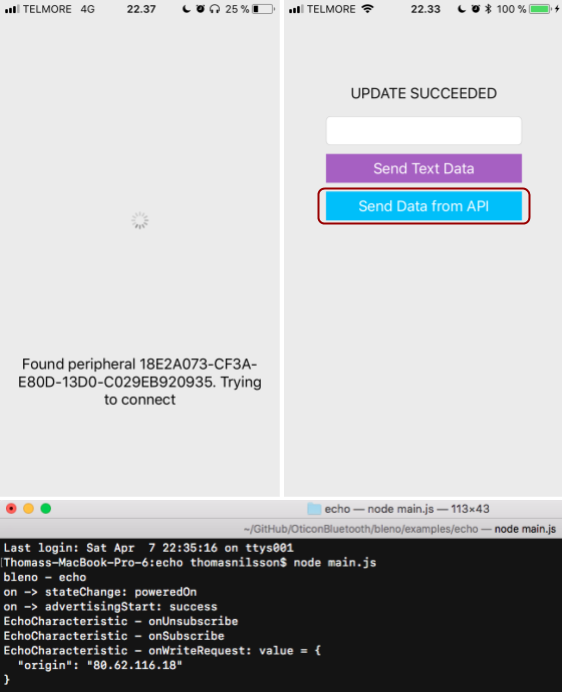 TELMORE 4G 22.37 25 %
Found peripheral 18E2A073-CF3A-
E80D-13D0-C029EB920935. Trying
to connect
TELMORE 22.33 100 %
UPDATE SUCCEEDED
Send Text Data
Send Data from API
echo — node main.js — 113×43
~/GitHub/OticonBluetooth/bleno/examples/echo — node main.js
Last login: Sat Apr  7 22:35:16 on ttys001
[Thomass-MacBook-Pro-6:echo thomasnilsson$ node main.js
bleno - echo
on -> stateChange: poweredOn
on -> advertisingStart: success
EchoCharacteristic - onUnsubscribe
EchoCharacteristic - onSubscribe
EchoCharacteristic - onWriteRequest: value = {
  "origin": "80.62.116.18"
}